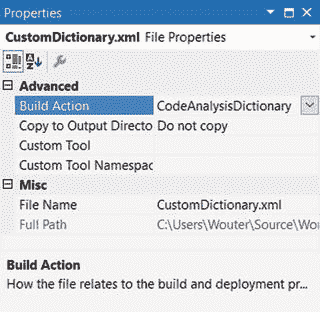 Properties
CustomDictionary.xml File Properties
Advanced
Build Action CodeAnalysisDictionary
Copy to Output Directo Do not copy
Custom Tool
Custom Tool Namespac
Misc
File Name CustomDictionary.xml
Full Path C:\Users\Wouter\Source\Wo
Build Action
How the file relates to the build and deployment pr...